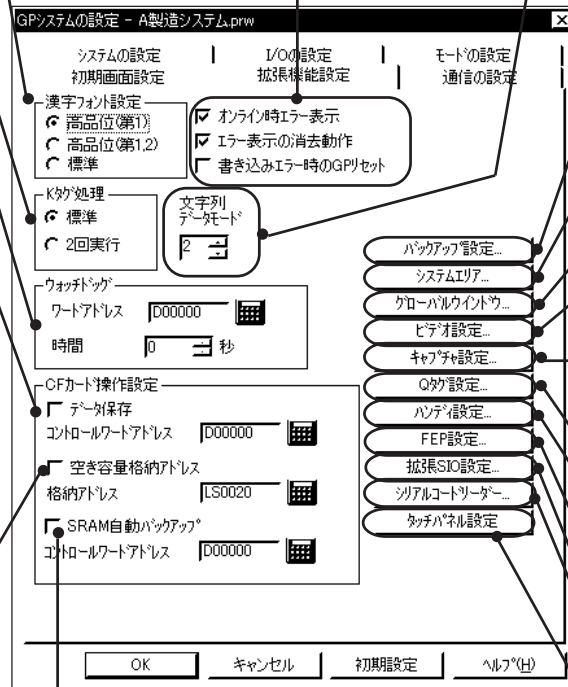 GPシステムの設定 - A製造システム.prw
システムの設定 I/Oの設定 モードの設定
初期画面設定 拡張機能設定 通信の設定
漢字フォント設定
高品位(第1)
高品位(第1,2)
標準
オンライン時エラー表示
エラー表示の消去動作
書き込みエラー時のGPリセット
Kタグ処理
標準
2回実行
文字列
データモード
2
ウォッチドッグ
ワードアドレス D00000
時間 0 秒
CFカード操作設定
データ保存
コントロールワードアドレス D00000
空き容量格納アドレス
格納アドレス LS0020
SRAM自動バックアップ
コントロールワードアドレス D00000
バックアップ設定...
システムエリア...
グローバルウインドウ...
ビデオ設定...
キャプチャ設定...
Qタグ設定...
ハンディ設定...
FEP設定...
拡張SIO設定...
シリアルコードリーダー...
タッチパネル設定
OK キャンセル 初期設定 ヘルプ(H)